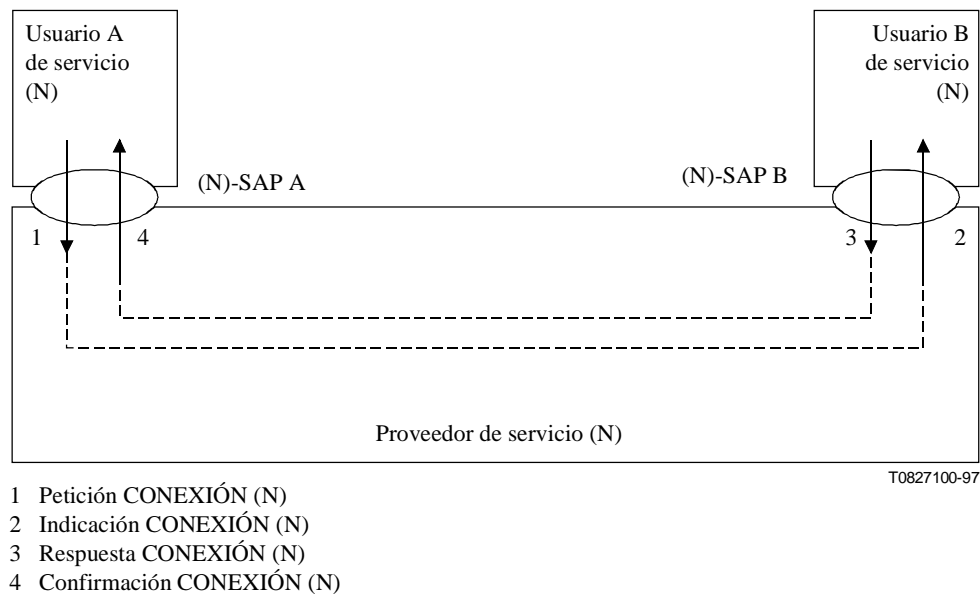 Usuario A
de servicio
(N)
Usuario B
de servicio
(N)
(N)-SAP A
(N)-SAP B
1
4
3
2
Proveedor de servicio (N)
T0827100-97
1 Petición CONEXIÓN (N)
2 Indicación CONEXIÓN (N)
3 Respuesta CONEXIÓN (N)
4 Confirmación CONEXIÓN (N)